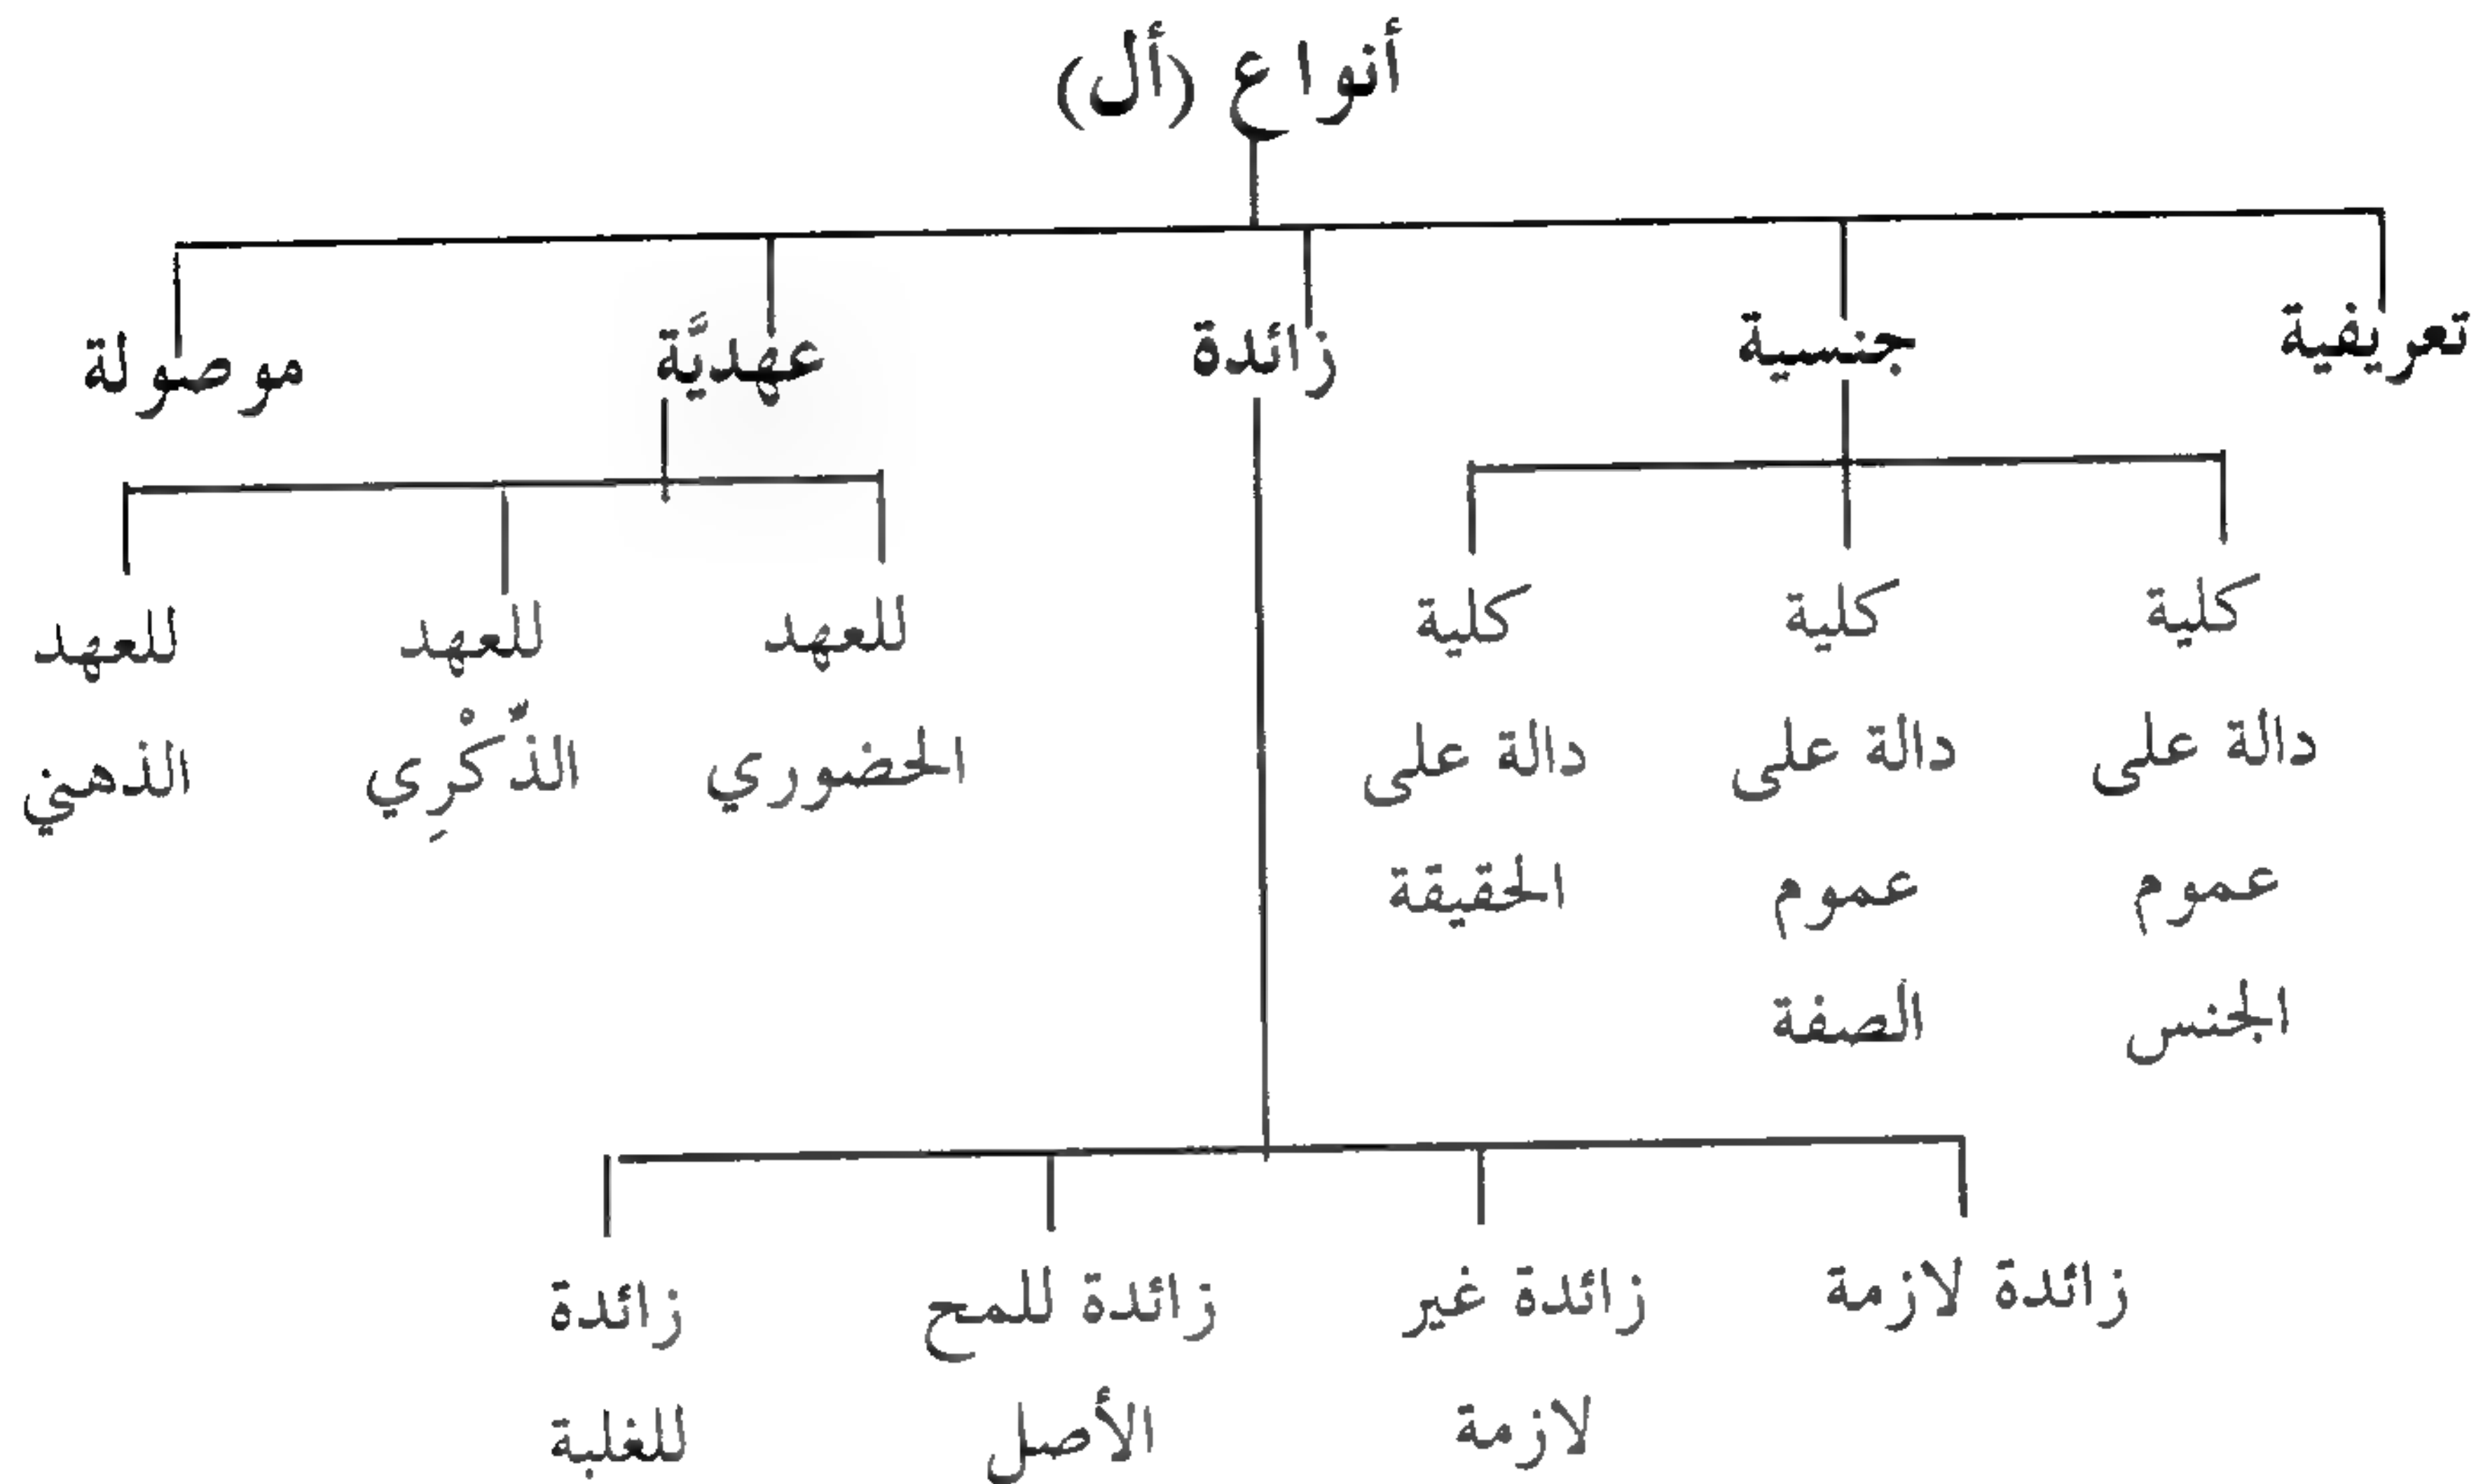 أنواع (أل)
تعريفية جنسية زائدة عهديَّة موصولة
كلية كلية كلية للعهد للعهد للعهد
دالة على دالة على دالة على الحضوري الذِّكْرِي الذهني
عموم عموم الحقيقة
الجنس الصفة
زائدة لازمة زائدة غير زائدة للمح زائدة
لازمة الأصل للغلبة